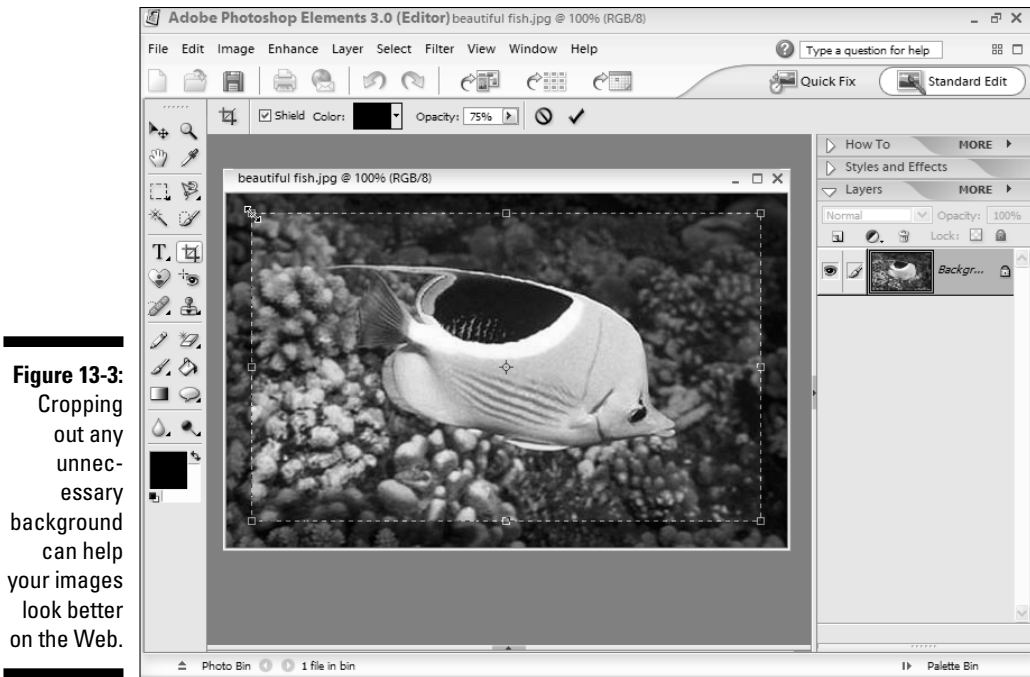 Adobe Photoshop Elements 3.0 (Editor) beautiful fish.jpg @ 100% (RGB/8)
File Edit Image Enhance Layer Select Filter View Window Help
Type a question for help
Quick Fix
Standard Edit
Shield Color:
Opacity: 75%
How To MORE
Styles and Effects
Layers MORE
Normal
Opacity: 100%
Lock:
Backgr...
beautiful fish.jpg @ 100% (RGB/8)
T
Figure 13-3:
Cropping
out any
unnec-
essary
background
can help
your images
look better
on the Web.
Photo Bin
1 file in bin
Palette Bin